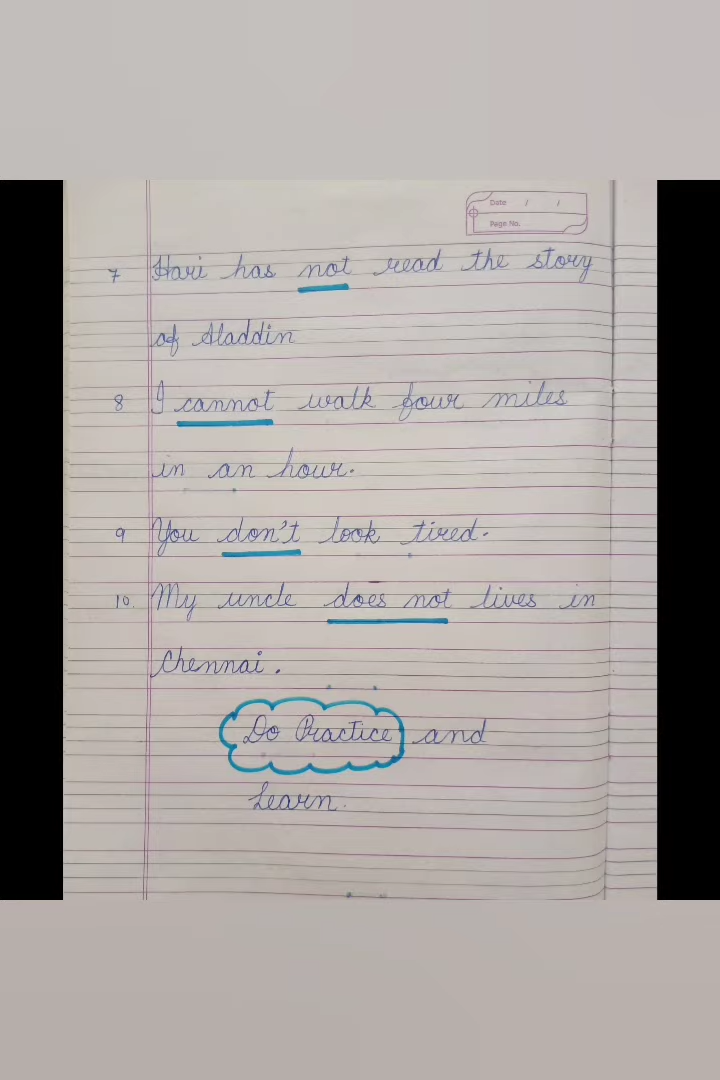 Date / /
Page No.
7 Hari has not read the story
of Aladdin
8 I cannot walk four miles
in an hour.
9 You don't look tired.
10. My uncle does not lives in
Chennai.
Do Practice and
Learn.